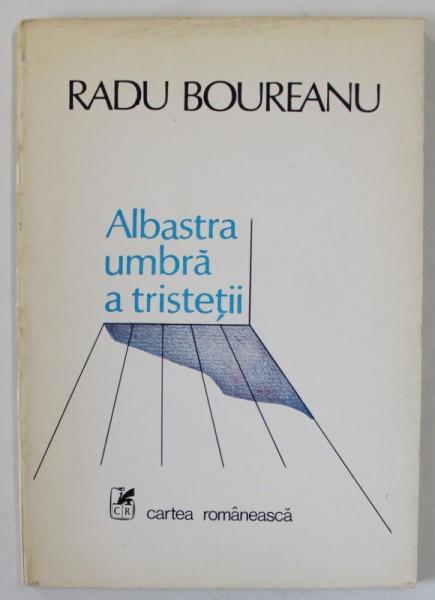 RADU BOUREANU
Albastra
umbră
a tristeții
CR
cartea românească